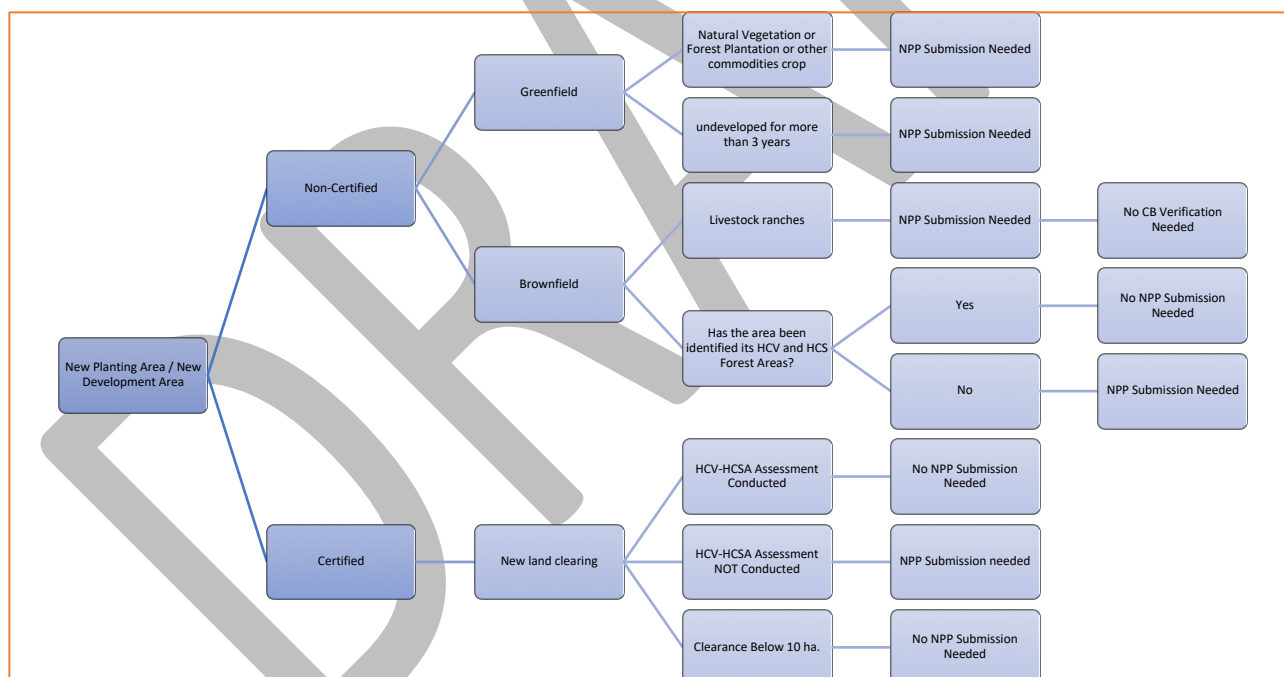 Natural Vegetation or
Forest Plantation or other
commodities crop
NPP Submission Needed
Greenfield
undeveloped for more
than 3 years
NPP Submission Needed
Non-Certified
Livestock ranches
NPP Submission Needed
No CB Verification
Needed
Brownfield
Has the area been
identified its HCV and HCS
Forest Areas?
Yes
No NPP Submission
Needed
No
NPP Submission Needed
New Planting Area / New
Development Area
HCV-HCSA Assessment
Conducted
No NPP Submission
Needed
Certified
New land clearing
HCV-HCSA Assessment
NOT Conducted
NPP Submission needed
Clearance Below 10 ha.
No NPP Submission
Needed
DRA